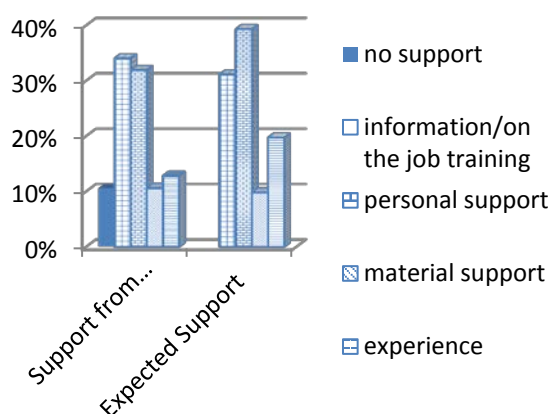 40%
30%
20%
10%
0%
Support from...
Expected Support
no support
information/on
the job training
personal support
material support
experience